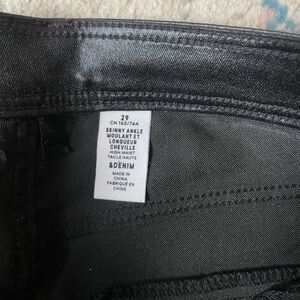 29
CN 165/74A
SKINNY ANKLE
MOULANT ET
LONGUEUR
CHEVILLE
HIGH WAIST
TAILLE HAUTE
&DENIM
MADE IN
CHINA
FABRIQUÉ EN
CHINE